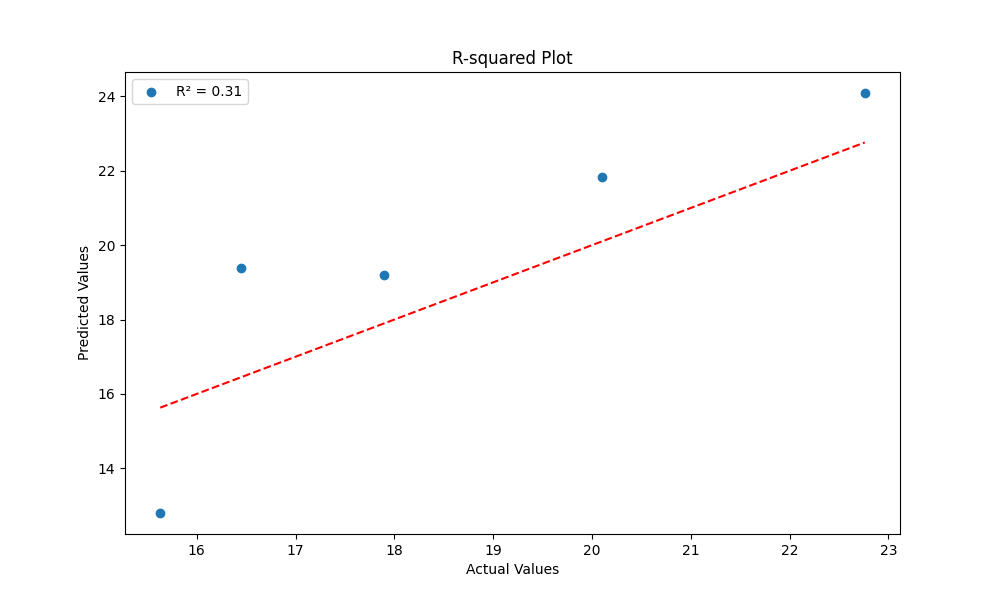 R-squared Plot
R² = 0.31
24
22
20
18
16
14
Predicted Values
16 17 18 19 20 21 22 23
Actual Values